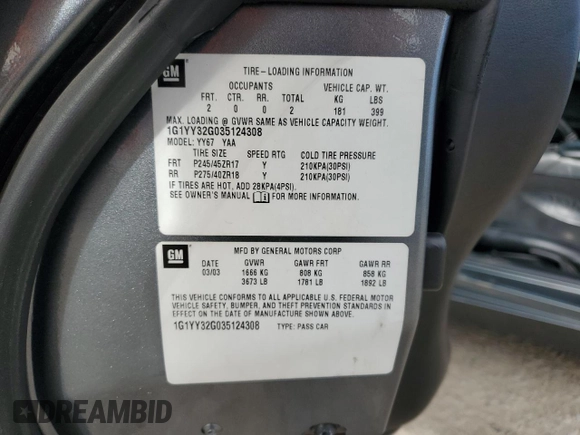 GM
TIRE-LOADING INFORMATION
OCCUPANTS VEHICLE CAP. WT.
FRT. CTR. RR. TOTAL KG LBS
2 0 0 2 181 399
MAX. LOADING @ GVWR SAME AS VEHICLE CAPACITY WEIGHT.
1G1YY32G035124308
MODEL: YY67 YAA
TIRE SIZE SPEED RTG COLD TIRE PRESSURE
FRT P245/45ZR17 Y 210KPA(30PSI)
RR P275/40ZR18 Y 210KPA(30PSI)
IF TIRES ARE HOT, ADD 28KPA(4PSI).
SEE OWNER'S MANUAL FOR MORE INFORMATION.
GM
MFD BY GENERAL MOTORS CORP
DATE GVWR GAWR FRT GAWR RR
03/03 1666 KG 808 KG 858 KG
3673 LB 1781 LB 1892 LB
THIS VEHICLE CONFORMS TO ALL APPLICABLE U.S. FEDERAL MOTOR
VEHICLE SAFETY, BUMPER, AND THEFT PREVENTION STANDARDS IN
EFFECT ON THE DATE OF MANUFACTURE SHOWN ABOVE.
1G1YY32G035124308 TYPE: PASS CAR
DREAMBID